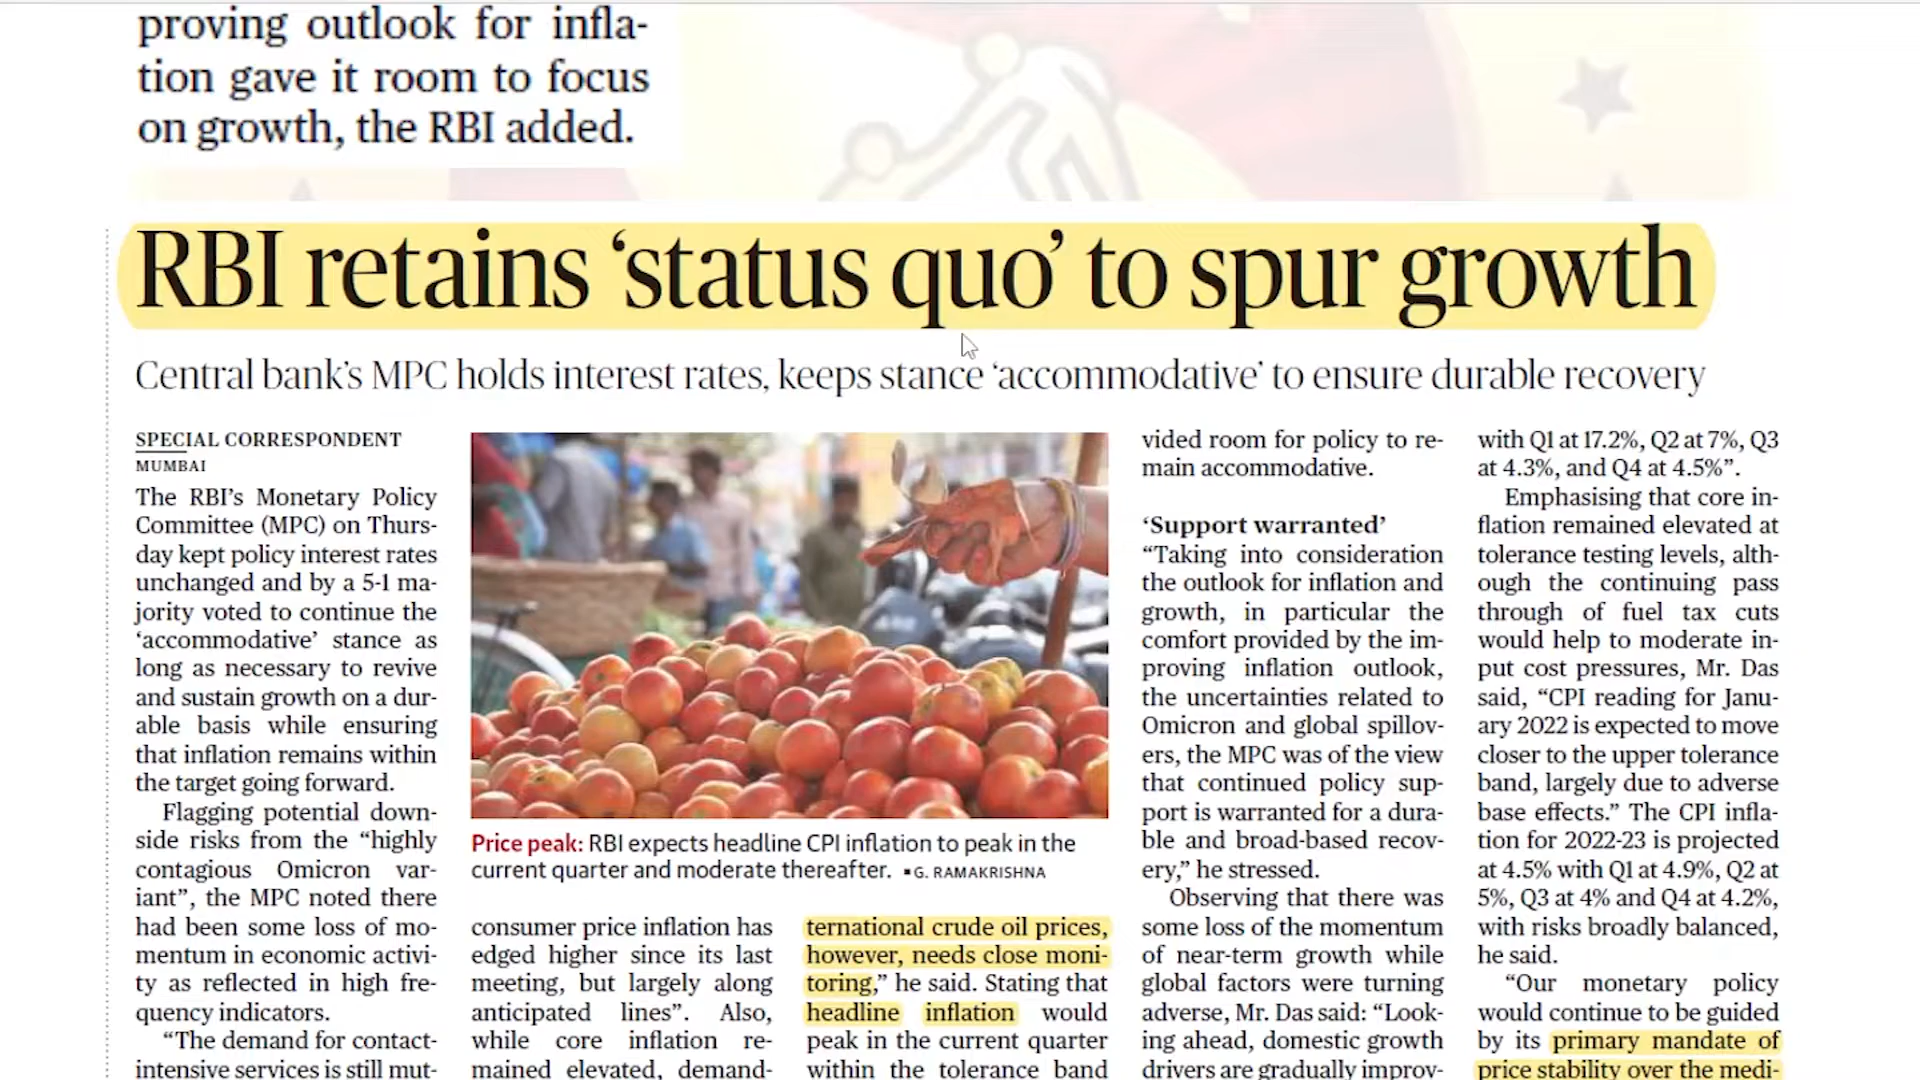 proving outlook for infla-
tion gave it room to focus
on growth, the RBI added.
RBI retains ‘status quo’ to spur growth
Central bank’s MPC holds interest rates, keeps stance ‘accommodative’ to ensure durable recovery
SPECIAL CORRESPONDENT
MUMBAI
The RBI’s Monetary Policy
Committee (MPC) on Thurs-
day kept policy interest rates
unchanged and by a 5-1 ma-
jority voted to continue the
‘accommodative’ stance as
long as necessary to revive
and sustain growth on a dur-
able basis while ensuring
that inflation remains within
the target going forward.
Flagging potential down-
side risks from the “highly
contagious Omicron var-
iant”, the MPC noted there
had been some loss of mo-
mentum in economic activi-
ty as reflected in high fre-
quency indicators.
“The demand for contact-
intensive services is still mut-
Price peak: RBI expects headline CPI inflation to peak in the
current quarter and moderate thereafter. ▪G. RAMAKRISHNA
consumer price inflation has
edged higher since its last
meeting, but largely along
anticipated lines”. Also,
while core inflation re-
mained elevated, demand-
ternational crude oil prices,
however, needs close moni-
toring,” he said. Stating that
headline inflation would
peak in the current quarter
within the tolerance band
vided room for policy to re-
main accommodative.
‘Support warranted’
“Taking into consideration
the outlook for inflation and
growth, in particular the
comfort provided by the im-
proving inflation outlook,
the uncertainties related to
Omicron and global spillov-
ers, the MPC was of the view
that continued policy sup-
port is warranted for a dura-
ble and broad-based recov-
ery,” he stressed.
Observing that there was
some loss of the momentum
of near-term growth while
global factors were turning
adverse, Mr. Das said: “Look-
ing ahead, domestic growth
drivers are gradually improv-
with Q1 at 17.2%, Q2 at 7%, Q3
at 4.3%, and Q4 at 4.5%”.
Emphasising that core in-
flation remained elevated at
tolerance testing levels, alth-
ough the continuing pass
through of fuel tax cuts
would help to moderate in-
put cost pressures, Mr. Das
said, “CPI reading for Janu-
ary 2022 is expected to move
closer to the upper tolerance
band, largely due to adverse
base effects.” The CPI infla-
tion for 2022-23 is projected
at 4.5% with Q1 at 4.9%, Q2 at
5%, Q3 at 4% and Q4 at 4.2%,
with risks broadly balanced,
he said.
“Our monetary policy
would continue to be guided
by its primary mandate of
price stability over the medi-